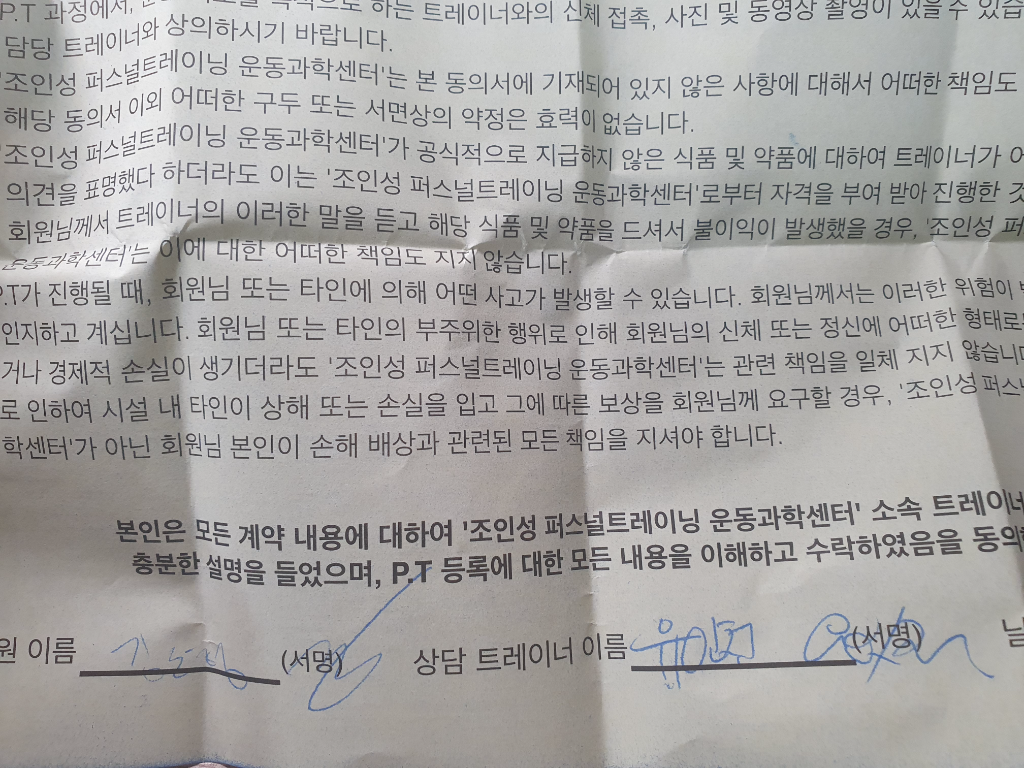 P.T 과정에서, 목적으로 하는 트레이너와의 신체 접촉, 사진 및 동영상 촬영이 있을 수 있습
담당 트레이너와 상의하시기 바랍니다.
'조인성 퍼스널트레이닝 운동과학센터'는 본 동의서에 기재되어 있지 않은 사항에 대해서 어떠한 책임도
해당 동의서 이외 어떠한 구두 또는 서면상의 약정은 효력이 없습니다.
'조인성 퍼스널트레이닝 운동과학센터'가 공식적으로 지급하지 않은 식품 및 약품에 대하여 트레이너가 어
의견을 표명했다 하더라도 이는 '조인성 퍼스널트레이닝 운동과학센터'로부터 자격을 부여 받아 진행한 것
회원님께서 트레이너의 이러한 말을 듣고 해당 식품 및 약품을 드셔서 불이익이 발생했을 경우, '조인성 퍼
운동과학센터'는 이에 대한 어떠한 책임도 지지 않습니다.
P.T가 진행될 때, 회원님 또는 타인에 의해 어떤 사고가 발생할 수 있습니다. 회원님께서는 이러한 위험이
인지하고 계십니다. 회원님 또는 타인의 부주위한 행위로 인해 회원님의 신체 또는 정신에 어떠한 형태로든
거나 경제적 손실이 생기더라도 '조인성 퍼스널트레이닝 운동과학센터'는 관련 책임을 일체 지지 않습니다
로 인하여 시설 내 타인이 상해 또는 손실을 입고 그에 따른 보상을 회원님께 요구할 경우, '조인성 퍼스널
학센터'가 아닌 회원님 본인이 손해 배상과 관련된 모든 책임을 지셔야 합니다.
본인은 모든 계약 내용에 대하여 '조인성 퍼스널트레이닝 운동과학센터' 소속 트레이너
충분한 설명을 들었으며, P.T 등록에 대한 모든 내용을 이해하고 수락하였음을 동의
원 이름 (서명) 상담 트레이너 이름 (서명) 날